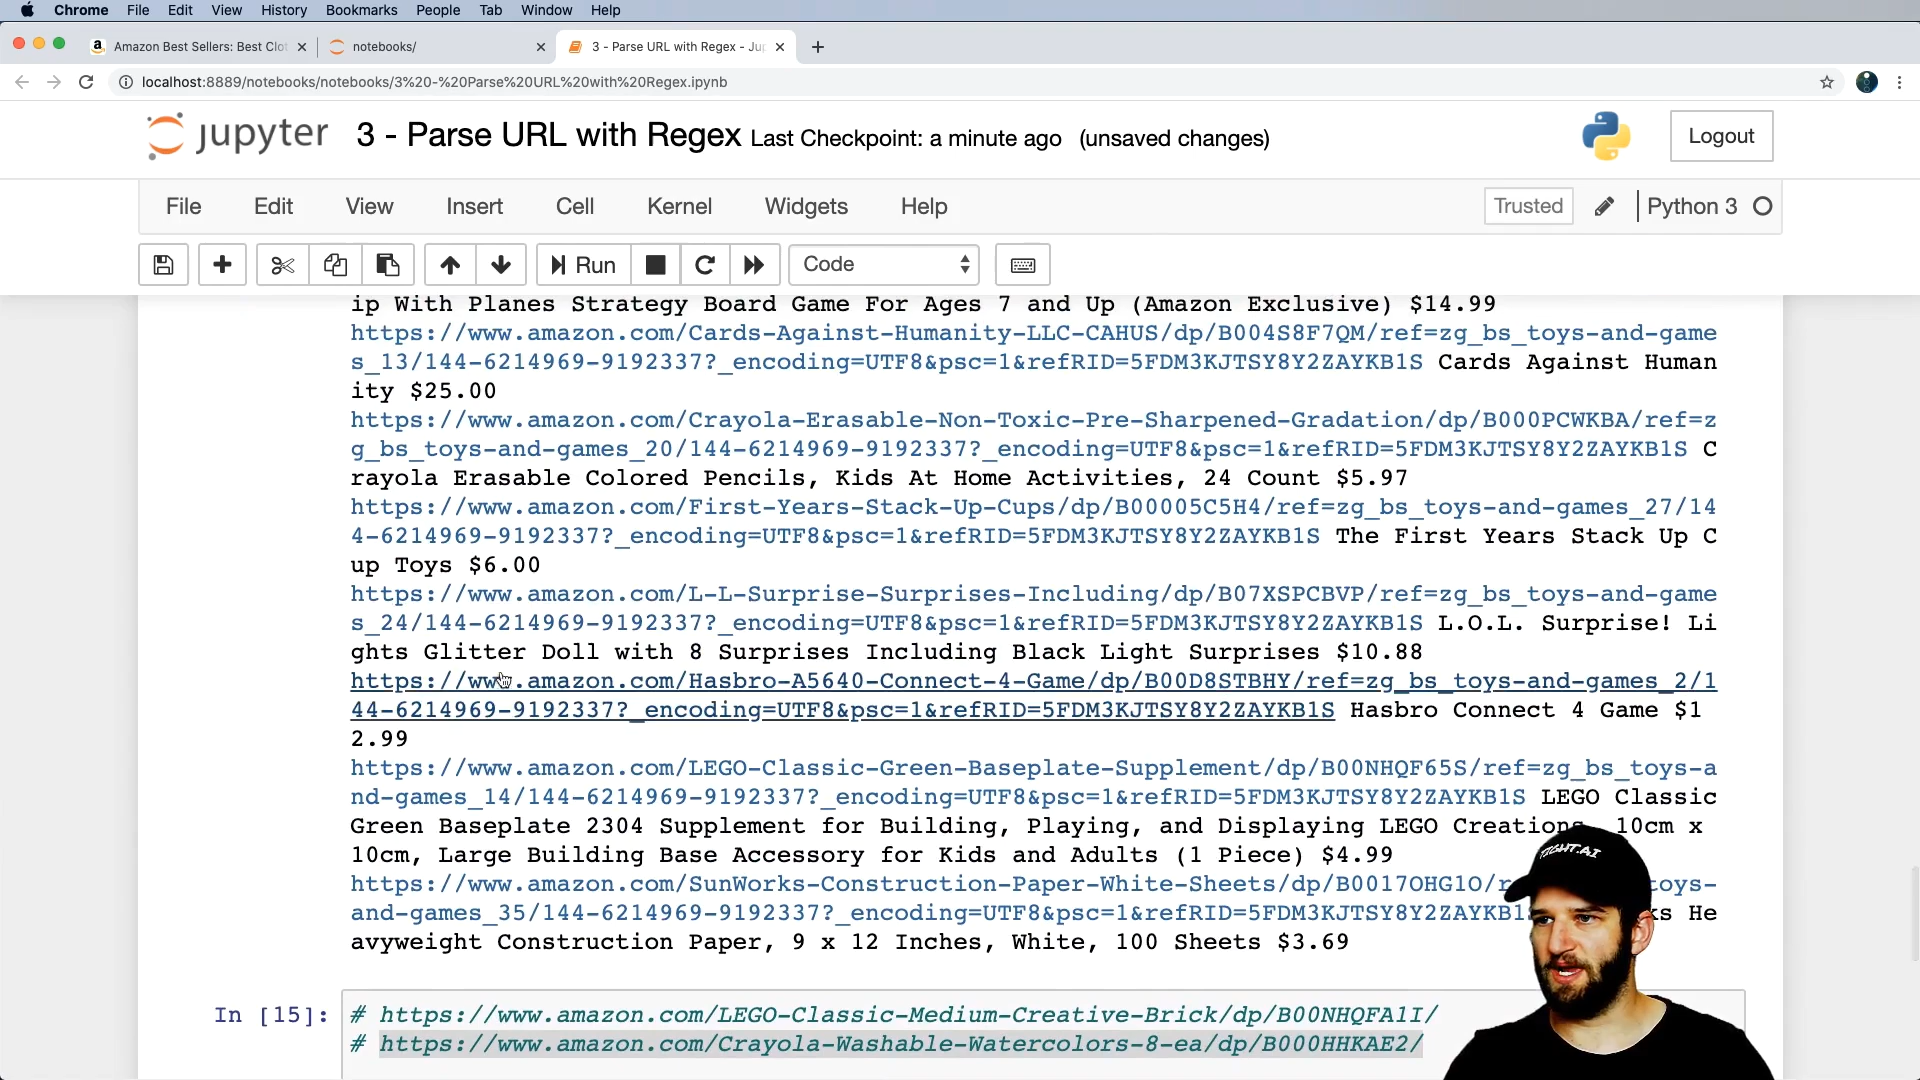 Chrome File Edit View History Bookmarks People Tab Window Help
Amazon Best Sellers: Best Clot
notebooks/
3 - Parse URL with Regex - Jup
localhost:8889/notebooks/notebooks/3%20-%20Parse%20URL%20with%20Regex.ipynb
jupyter 3 - Parse URL with Regex Last Checkpoint: a minute ago (unsaved changes)
Logout
File Edit View Insert Cell Kernel Widgets Help
Trusted Python 3
Run Code
ip With Planes Strategy Board Game For Ages 7 and Up (Amazon Exclusive) $14.99
https://www.amazon.com/Cards-Against-Humanity-LLC-CAHUS/dp/B004S8F7QM/ref=zg_bs_toys-and-game
s_13/144-6214969-9192337?_encoding=UTF8&psc=1&refRID=5FDM3KJTSY8Y2ZAYKB1S Cards Against Human
ity $25.00
https://www.amazon.com/Crayola-Erasable-Non-Toxic-Pre-Sharpened-Gradation/dp/B000PCWKBA/ref=z
g_bs_toys-and-games_20/144-6214969-9192337?_encoding=UTF8&psc=1&refRID=5FDM3KJTSY8Y2ZAYKB1S C
rayola Erasable Colored Pencils, Kids At Home Activities, 24 Count $5.97
https://www.amazon.com/First-Years-Stack-Up-Cups/dp/B00005C5H4/ref=zg_bs_toys-and-games_27/14
4-6214969-9192337?_encoding=UTF8&psc=1&refRID=5FDM3KJTSY8Y2ZAYKB1S The First Years Stack Up C
up Toys $6.00
https://www.amazon.com/L-L-Surprise-Surprises-Including/dp/B07XSPCBVP/ref=zg_bs_toys-and-game
s_24/144-6214969-9192337?_encoding=UTF8&psc=1&refRID=5FDM3KJTSY8Y2ZAYKB1S L.O.L. Surprise! Li
ghts Glitter Doll with 8 Surprises Including Black Light Surprises $10.88
https://www.amazon.com/Hasbro-A5640-Connect-4-Game/dp/B00D8STBHY/ref=zg_bs_toys-and-games_2/1
44-6214969-9192337?_encoding=UTF8&psc=1&refRID=5FDM3KJTSY8Y2ZAYKB1S Hasbro Connect 4 Game $1
2.99
https://www.amazon.com/LEGO-Classic-Green-Baseplate-Supplement/dp/B00NHQF65S/ref=zg_bs_toys-a
nd-games_14/144-6214969-9192337?_encoding=UTF8&psc=1&refRID=5FDM3KJTSY8Y2ZAYKB1S LEGO Classic
Green Baseplate 2304 Supplement for Building, Playing, and Displaying LEGO Creations 10cm x
10cm, Large Building Base Accessory for Kids and Adults (1 Piece) $4.99
https://www.amazon.com/SunWorks-Construction-Paper-White-Sheets/dp/B0017OHG1O/r toys-
and-games_35/144-6214969-9192337?_encoding=UTF8&psc=1&refRID=5FDM3KJTSY8Y2ZAYKB1S ks He
avyweight Construction Paper, 9 x 12 Inches, White, 100 Sheets $3.69
TIGHT.AI
In [15]: # https://www.amazon.com/LEGO-Classic-Medium-Creative-Brick/dp/B00NHQFA1I/
# https://www.amazon.com/Crayola-Washable-Watercolors-8-ea/dp/B000HHKAE2/